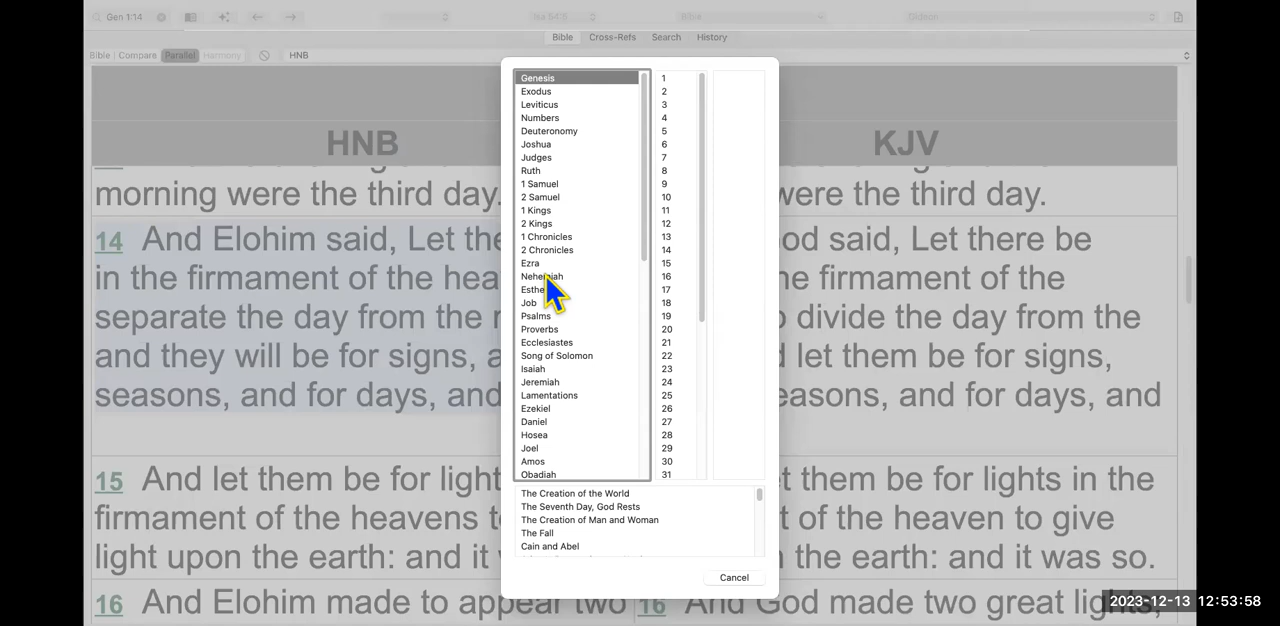 Gen 1:14
Isa 54:6
Bible
Bible Cross-Refs Search History
Bible Compare Parallel Harmony HNB
HNB KJV
Genesis 1
Exodus 2
Leviticus 3
Numbers 4
Deuteronomy 5
Joshua 6
Judges 7
Ruth 8
1 Samuel 9
2 Samuel 10
1 Kings 11
2 Kings 12
1 Chronicles 13
2 Chronicles 14
Ezra 15
Nehemiah 16
Esthe 17
Job 18
Psalms 19
Proverbs 20
Ecclesiastes 21
Song of Solomon 22
Isaiah 23
Jeremiah 24
Lamentations 25
Ezekiel 26
Daniel 27
Hosea 28
Joel 29
Amos 30
Obadiah 31
The Creation of the World
The Seventh Day, God Rests
The Creation of Man and Woman
The Fall
Cain and Abel
Cancel
morning were the third day.
14 And Elohim said, Let the
in the firmament of the hea
separate the day from the
and they will be for signs, a
seasons, and for days, and
15 And let them be for light
firmament of the heavens t
light upon the earth: and it
16 And Elohim made to appear two
were the third day.
od said, Let there be
he firmament of the
divide the day from the
d let them be for signs,
easons, and for days, and
t them be for lights in the
t of the heaven to give
the earth: and it was so.
16 And God made two great lights,
2023-12-13 12:53:58